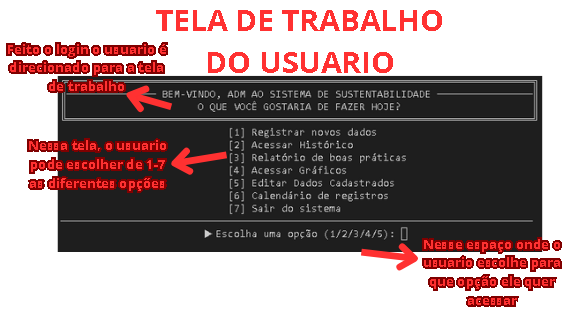 TELA DE TRABALHO
DO USUARIO
Feito o login o usuario é
direcionado para a tela
de trabalho
BEM-VINDO, ADM AO SISTEMA DE SUSTENTABILIDADE
O QUE VOCÊ GOSTARIA DE FAZER HOJE?
Nessa tela, o usuario
pode escolher de 1-7
as diferentes opções
[1] Registrar novos dados
[2] Acessar Histórico
[3] Relatório de boas práticas
[4] Acessar Gráficos
[5] Editar Dados Cadastrados
[6] Calendário de registros
[7] Sair do sistema
▶ Escolha uma opção (1/2/3/4/5):
Nesse espaço onde o
usuario escolhe para
que opção ele quer
acessar